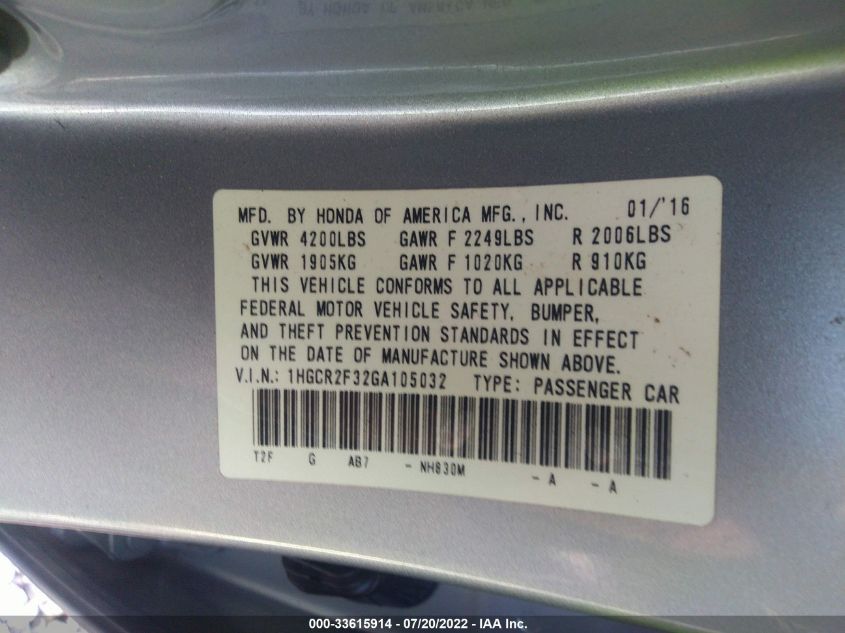 MFD. BY HONDA OF AMERICA MFG., INC. 01/'16
GVWR 4200LBS GAWR F 2249LBS R 2006LBS
GVWR 1905KG GAWR F 1020KG R 910KG
THIS VEHICLE CONFORMS TO ALL APPLICABLE
FEDERAL MOTOR VEHICLE SAFETY, BUMPER,
AND THEFT PREVENTION STANDARDS IN EFFECT
ON THE DATE OF MANUFACTURE SHOWN ABOVE.
V.I.N.: 1HGCR2F32GA105032 TYPE: PASSENGER CAR
T2F G AB7 - NH830M - A - A
000-33615914 - 07/20/2022 - IAA Inc.